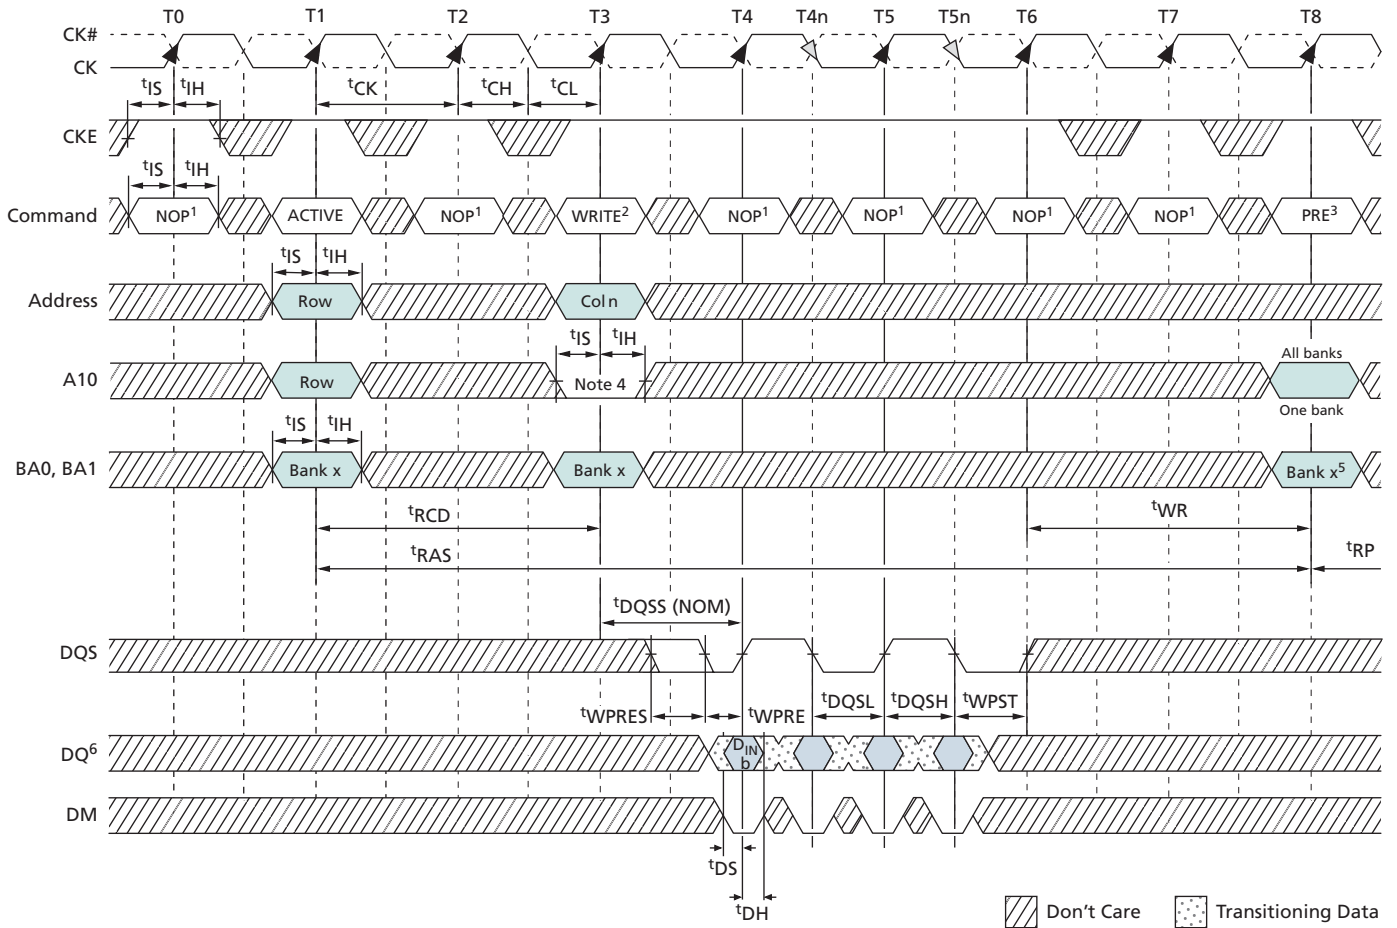 T0 T1 T2 T3 T4 T4n T5 T5n T6 T7 T8
CK#
CK
tIS tIH tCK tCH tCL
CKE
tIS tIH
Command NOP1 ACTIVE NOP1 WRITE2 NOP1 NOP1 NOP1 NOP1 PRE3
tIS tIH
Address Row Col n
tIS tIH
All banks
A10 Row Note 4
One bank
tIS tIH
BA0, BA1 Bank x Bank x Bank x5
tRCD tWR
tRAS tRP
tDQSS (NOM)
DQS
tWPRES tWPRE tDQSL tDQSH tWPST
DQ6 DIN
b
DM
tDS
tDH
Don't Care Transitioning Data